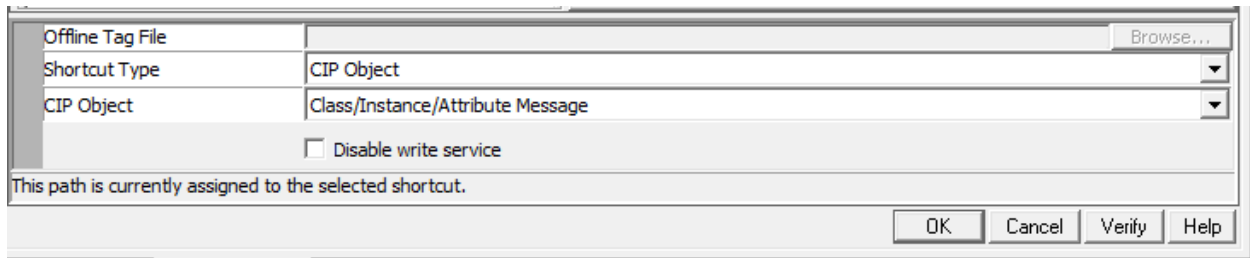 Offline Tag File Browse...
Shortcut Type CIP Object
CIP Object Class/Instance/Attribute Message
Disable write service
This path is currently assigned to the selected shortcut.
OK Cancel Verify Help